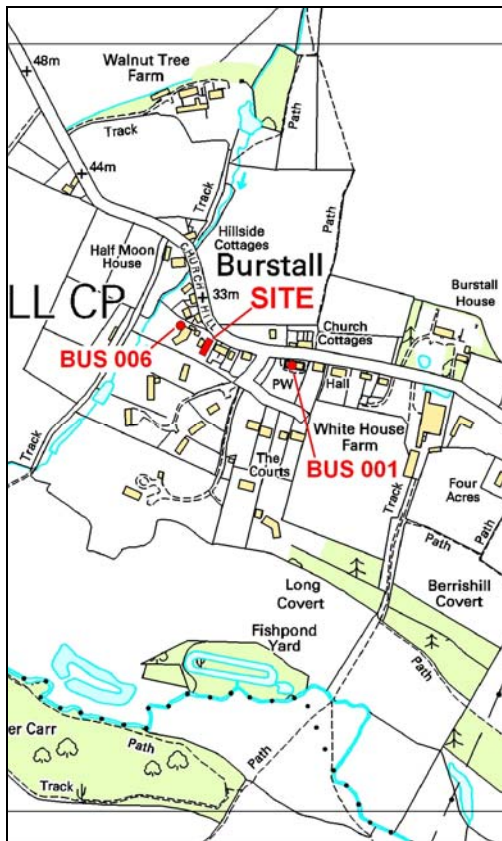 48m
Walnut Tree
Farm
Track
Path
Path
44m
Track
Hillside
Cottages
Half Moon
House
CHURCH HILL
Burstall
33m
SITE
LL CP
Burstall
House
BUS 006
Church
Cottages
PW
Hall
White House
Farm
The
Courts
BUS 001
Track
Track
Four
Acres
Path
Path
Long
Covert
Berrishill
Covert
Fishpond
Yard
Path
Path
er Carr
Path
Track